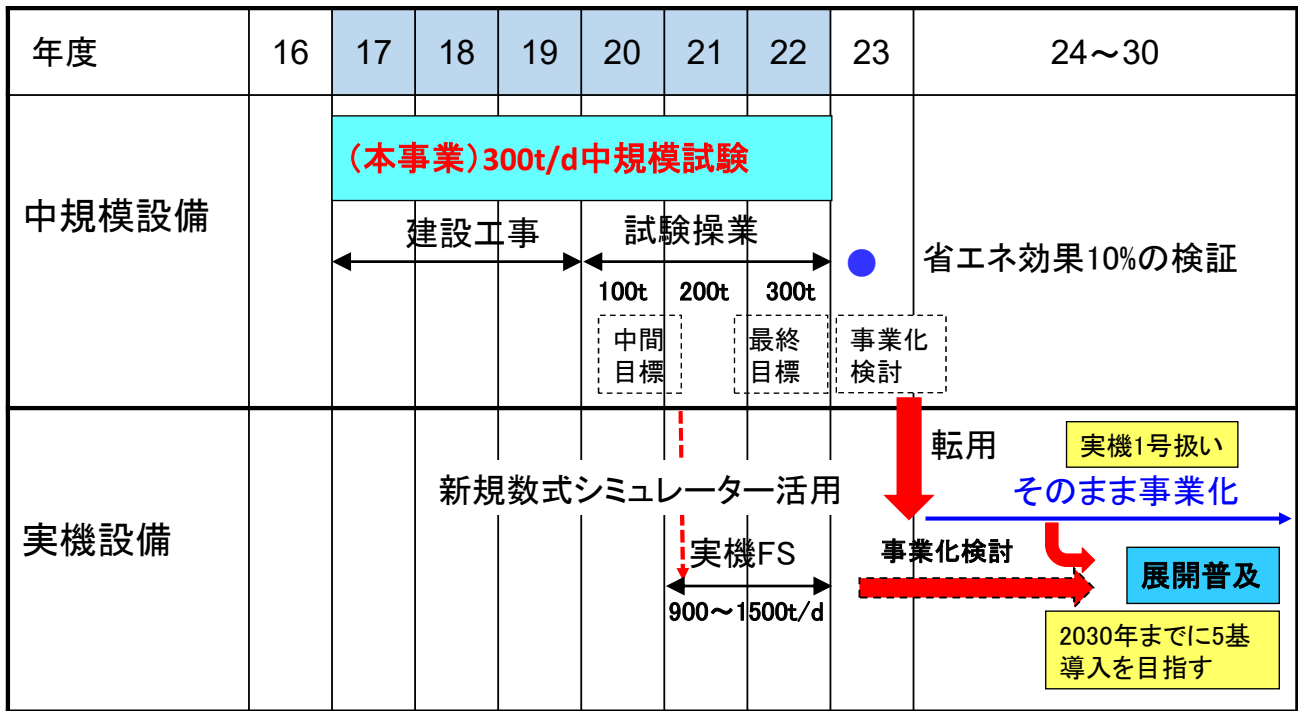 年度
16
17
18
19
20
21
22
23
24～30
中規模設備
(本事業)300t/d中規模試験
建設工事
試験操業
100t
200t
300t
省エネ効果10%の検証
中間
目標
最終
目標
事業化
検討
実機設備
転用
実機1号扱い
新規数式シミュレーター活用
そのまま事業化
実機FS
900～1500t/d
事業化検討
展開普及
2030年までに5基
導入を目指す